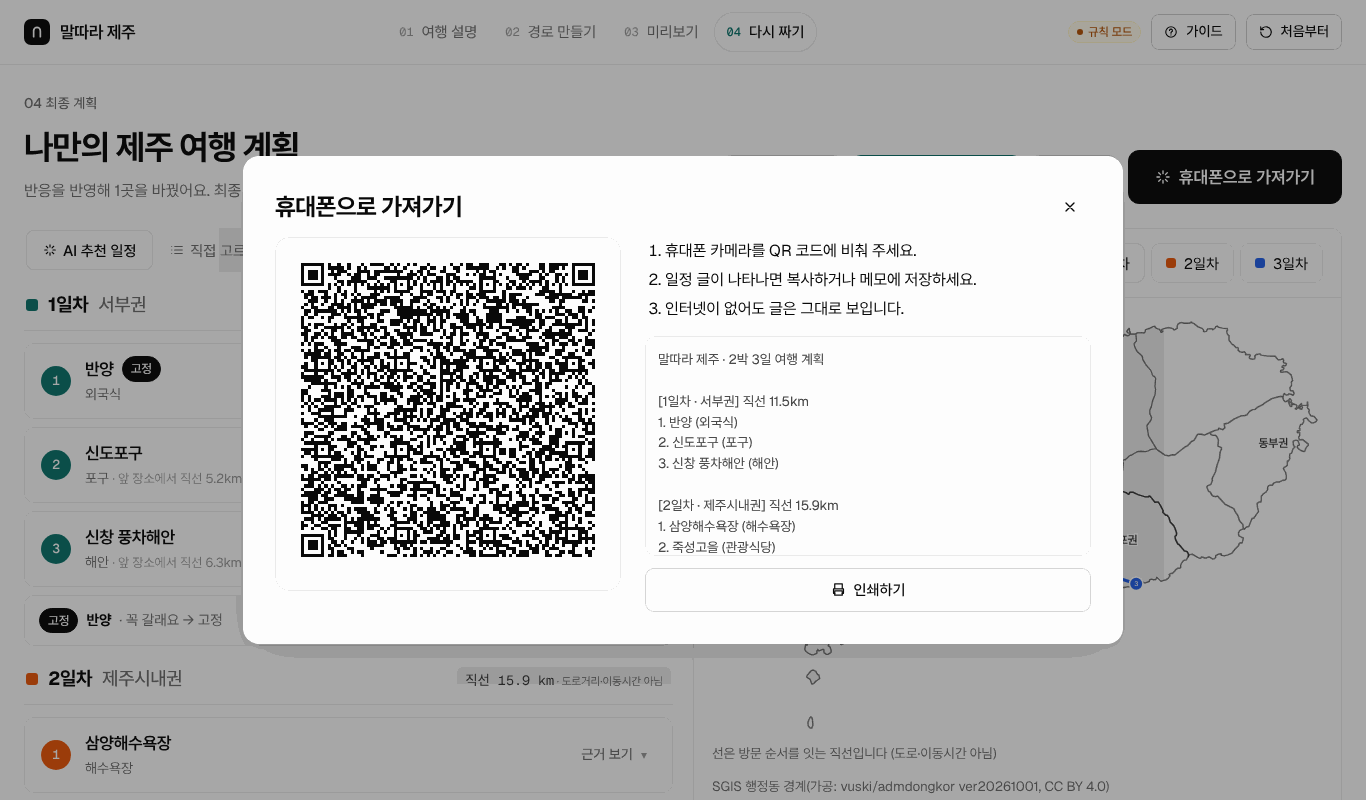 말따라 제주
01 여행 설명
02 경로 만들기
03 미리보기
04 다시 짜기
규칙 모드
가이드
처음부터
04 최종 계획
나만의 제주 여행 계획
반응을 반영해 1곳을 바꿨어요. 최종
휴대폰으로 가져가기
AI 추천 일정
직접 고르
2일차
3일차
1일차 서부권
1
반양 고정
외국식
2
신도포구
포구 · 앞 장소에서 직선 5.2km
3
신창 풍차해안
해안 · 앞 장소에서 직선 6.3km
고정 반양 · 꼭 갈래요 → 고정
2일차 제주시내권
직선 15.9 km · 도로거리·이동시간 아님
1
삼양해수욕장
해수욕장
근거 보기 ▾
휴대폰으로 가져가기
1. 휴대폰 카메라를 QR 코드에 비춰 주세요.
2. 일정 글이 나타나면 복사하거나 메모에 저장하세요.
3. 인터넷이 없어도 글은 그대로 보입니다.
말따라 제주 · 2박 3일 여행 계획
[1일차 · 서부권] 직선 11.5km
1. 반양 (외국식)
2. 신도포구 (포구)
3. 신창 풍차해안 (해안)
[2일차 · 제주시내권] 직선 15.9km
1. 삼양해수욕장 (해수욕장)
2. 죽성고을 (관광식당)
인쇄하기
동부권
포권
3
선은 방문 순서를 잇는 직선입니다 (도로·이동시간 아님)
SGIS 행정동 경계(가공: vuski/admdongkor ver20261001, CC BY 4.0)